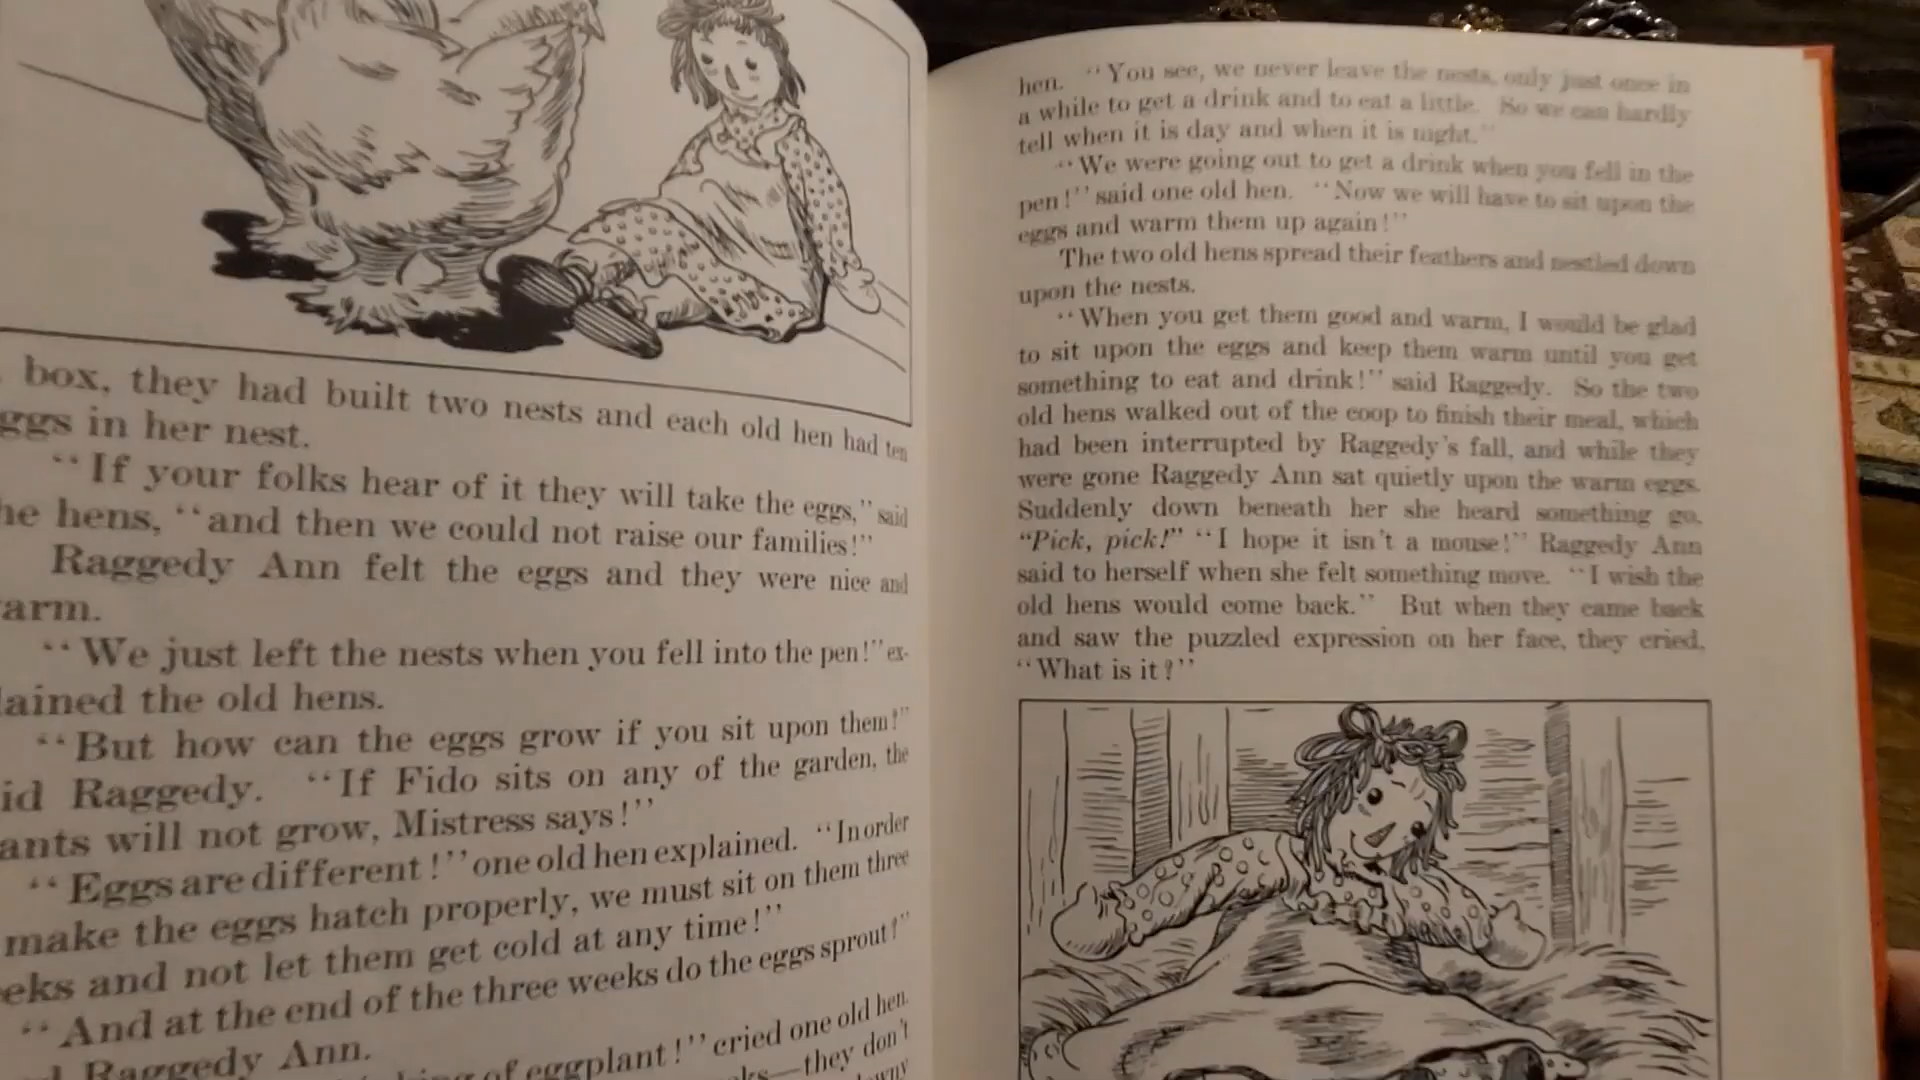 box, they had built two nests and each old hen had ten
ggs in her nest.
“If your folks hear of it they will take the eggs,” said
he hens, “and then we could not raise our families!”
Raggedy Ann felt the eggs and they were nice and
arm.
“We just left the nests when you fell into the pen!” ex-
lained the old hens.
“But how can the eggs grow if you sit upon them!”
id Raggedy. “If Fido sits on any of the garden, the
ants will not grow, Mistress says!”
“Eggs are different!” one old hen explained. “In order
make the eggs hatch properly, we must sit on them three
eeks and not let them get cold at any time!”
“And at the end of the three weeks do the eggs sprout?”
Raggedy Ann.
of eggplant!” cried one old hen.
ks—they don't
hen. “You see, we never leave the nests, only just once in
a while to get a drink and to eat a little. So we can hardly
tell when it is day and when it is night.”
“We were going out to get a drink when you fell in the
pen!” said one old hen. “Now we will have to sit upon the
eggs and warm them up again!”
The two old hens spread their feathers and nestled down
upon the nests.
“When you get them good and warm, I would be glad
to sit upon the eggs and keep them warm until you get
something to eat and drink!” said Raggedy. So the two
old hens walked out of the coop to finish their meal, which
had been interrupted by Raggedy's fall, and while they
were gone Raggedy Ann sat quietly upon the warm eggs.
Suddenly down beneath her she heard something go,
“Pick, pick!” “I hope it isn't a mouse!” Raggedy Ann
said to herself when she felt something move. “I wish the
old hens would come back.” But when they came back
and saw the puzzled expression on her face, they cried,
“What is it?”